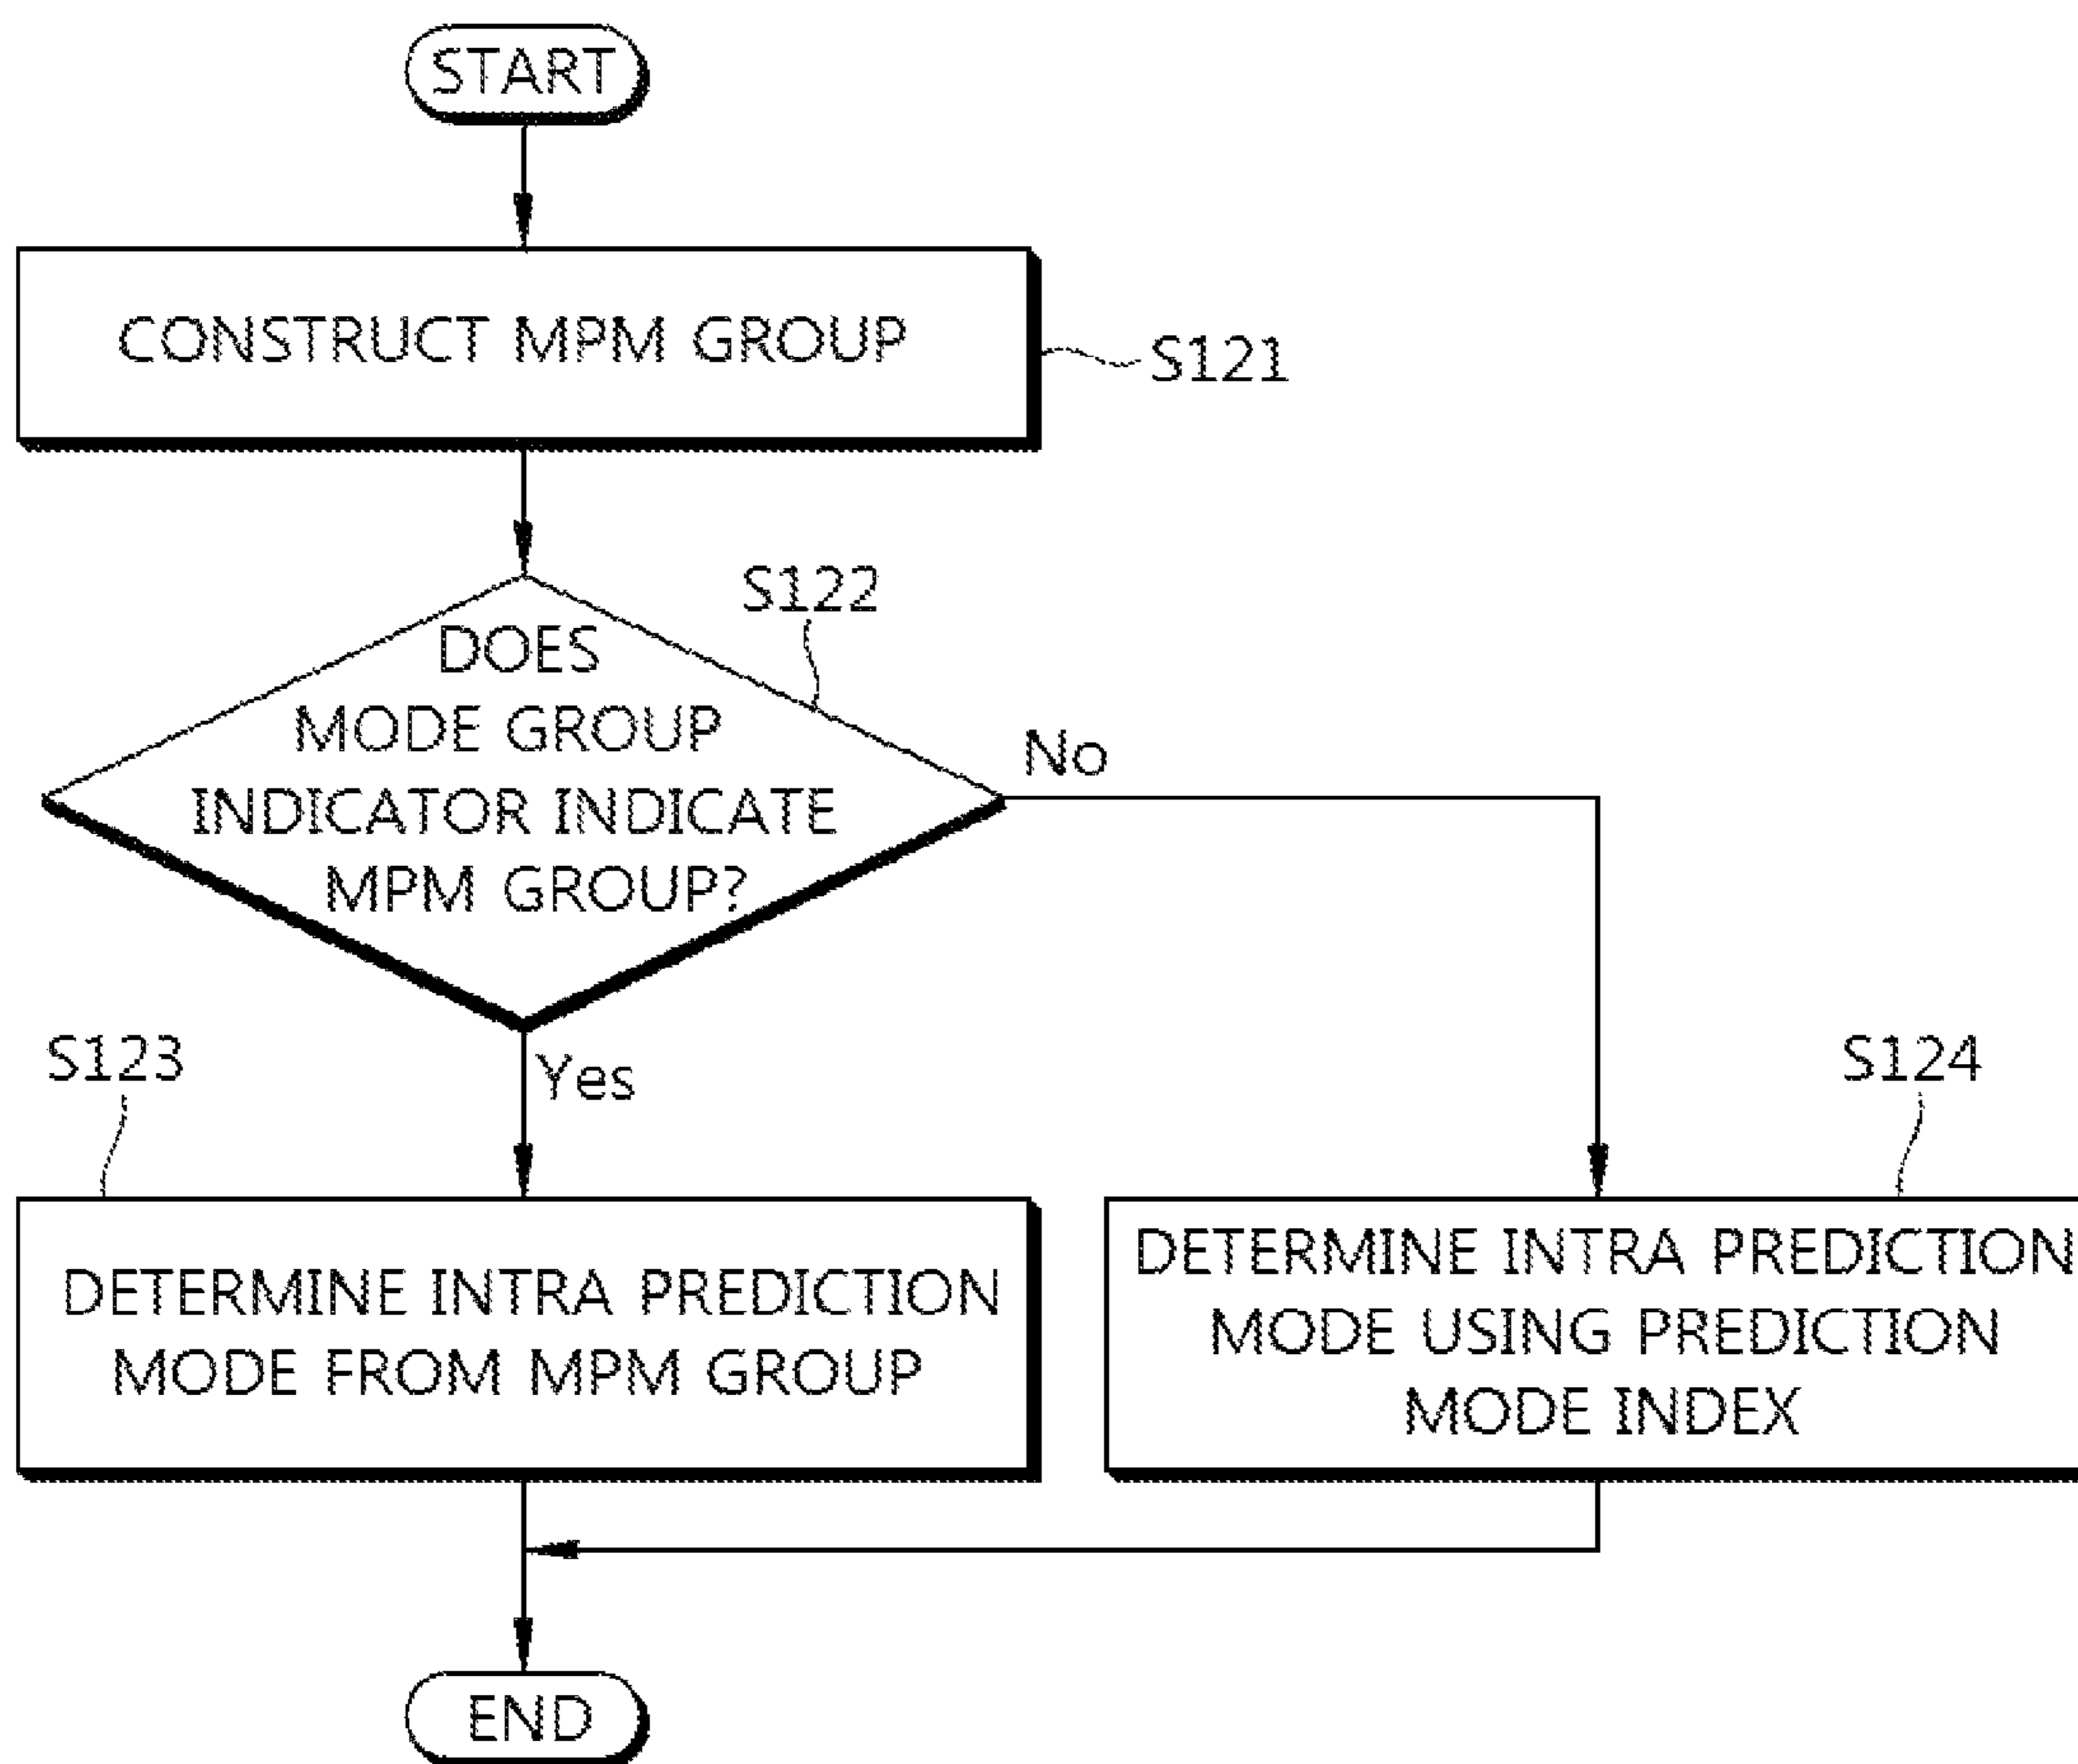 START
CONSTRUCT MPM GROUP
S121
S122
DOES
MODE GROUP
INDICATOR INDICATE
MPM GROUP?
No
Yes
S123
DETERMINE INTRA PREDICTION
MODE FROM MPM GROUP
S124
DETERMINE INTRA PREDICTION
MODE USING PREDICTION
MODE INDEX
END